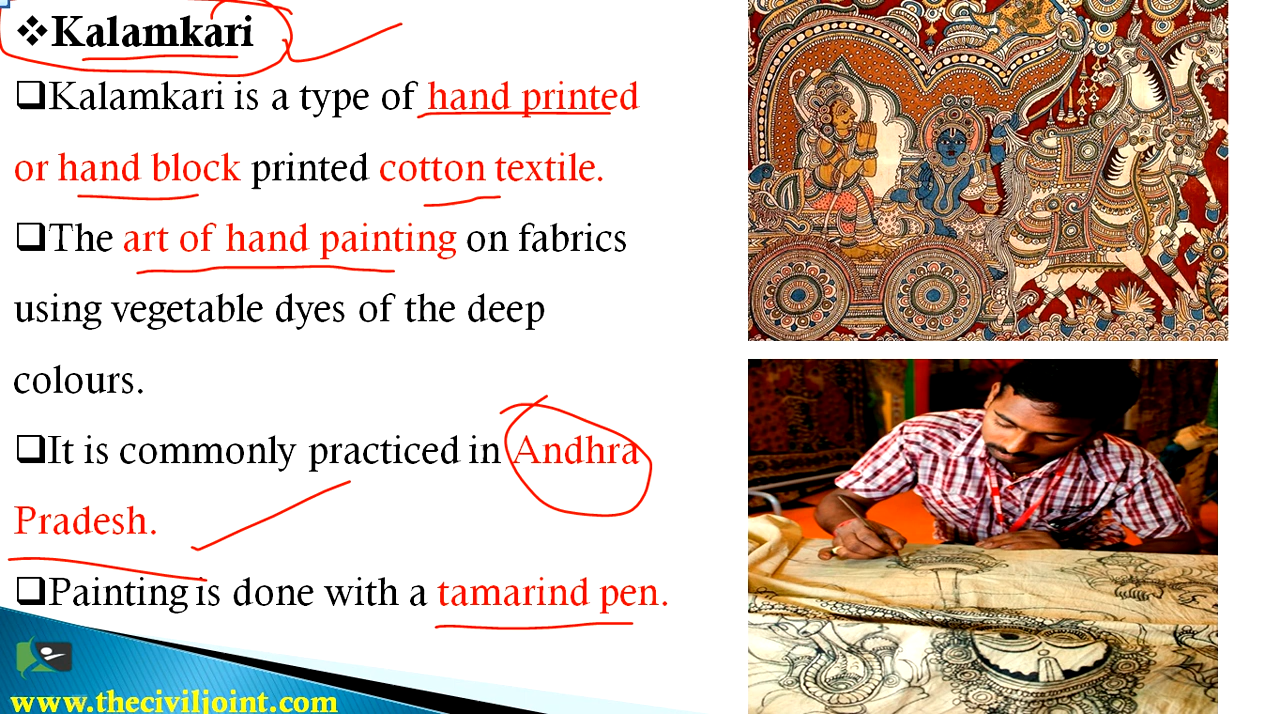 ❖Kalamkari
❑Kalamkari is a type of hand printed
or hand block printed cotton textile.
❑The art of hand painting on fabrics
using vegetable dyes of the deep
colours.
❑It is commonly practiced in Andhra
Pradesh.
❑Painting is done with a tamarind pen.
www.theciviljoint.com